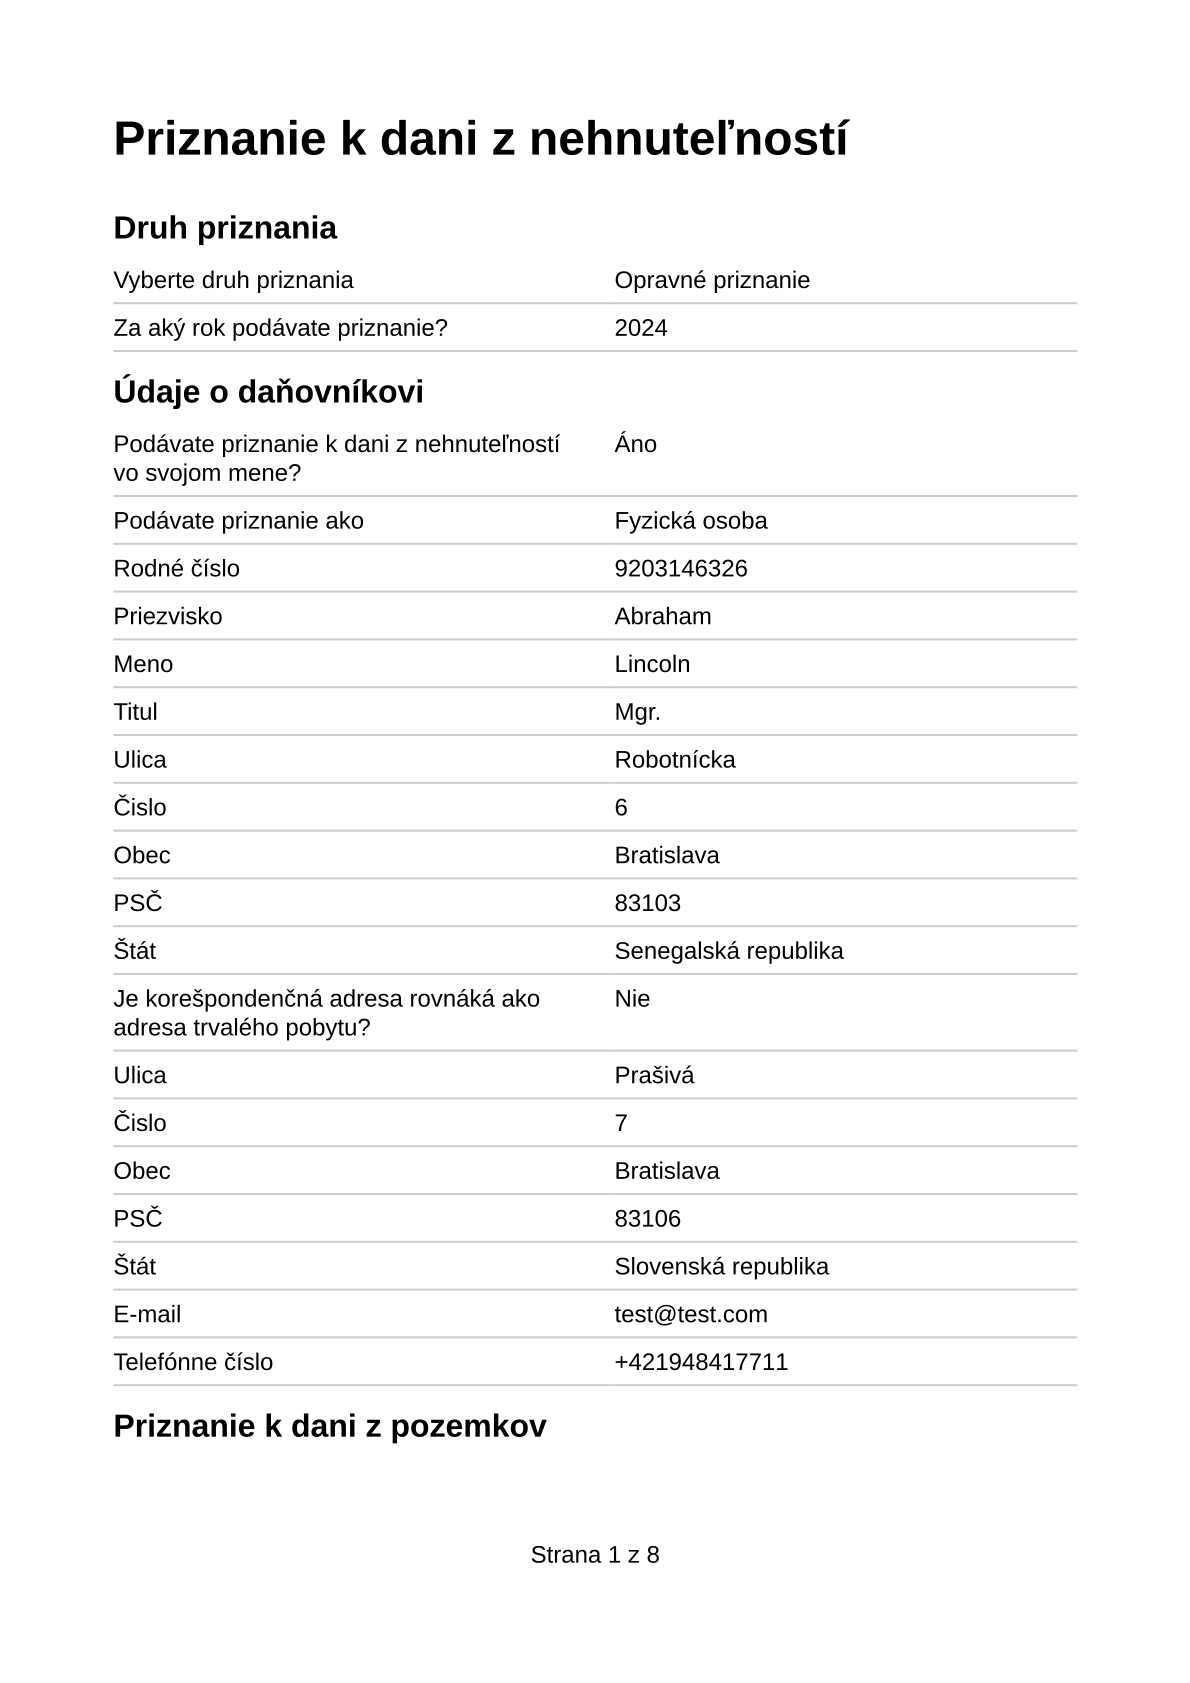 Priznanie k dani z nehnuteľností
Druh priznania
Vyberte druh priznania Opravné priznanie
Za aký rok podávate priznanie? 2024
Údaje o daňovníkovi
Podávate priznanie k dani z nehnuteľností Áno
vo svojom mene?
Podávate priznanie ako Fyzická osoba
Rodné číslo 9203146326
Priezvisko Abraham
Meno Lincoln
Titul Mgr.
Ulica Robotnícka
Čislo 6
Obec Bratislava
PSČ 83103
Štát Senegalská republika
Je korešpondenčná adresa rovnáká ako Nie
adresa trvalého pobytu?
Ulica Prašivá
Čislo 7
Obec Bratislava
PSČ 83106
Štát Slovenská republika
E-mail test@test.com
Telefónne číslo +421948417711
Priznanie k dani z pozemkov
Strana 1 z 8